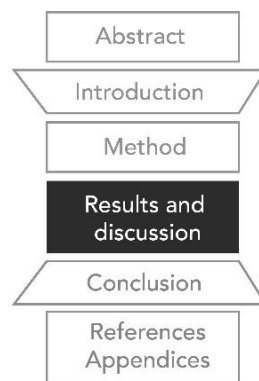 Abstract
Introduction
Method
Results and
discussion
Conclusion
References
Appendices